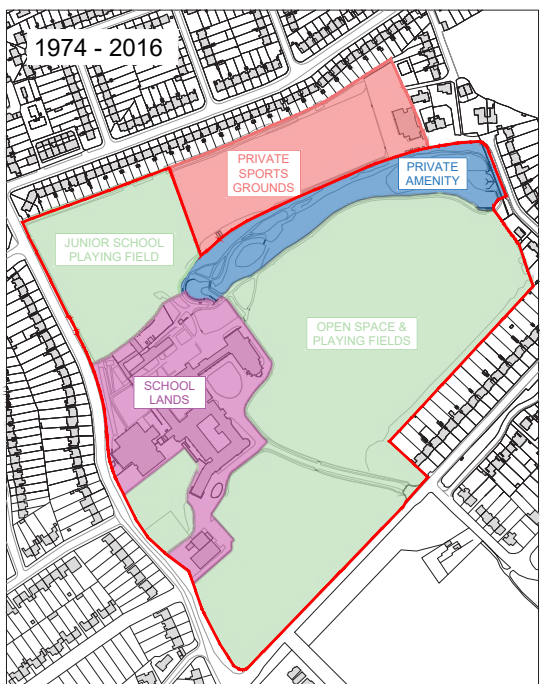 1974 - 2016
PRIVATE
SPORTS
GROUNDS
PRIVATE
AMENITY
JUNIOR SCHOOL
PLAYING FIELD
OPEN SPACE &
PLAYING FIELDS
SCHOOL
LANDS